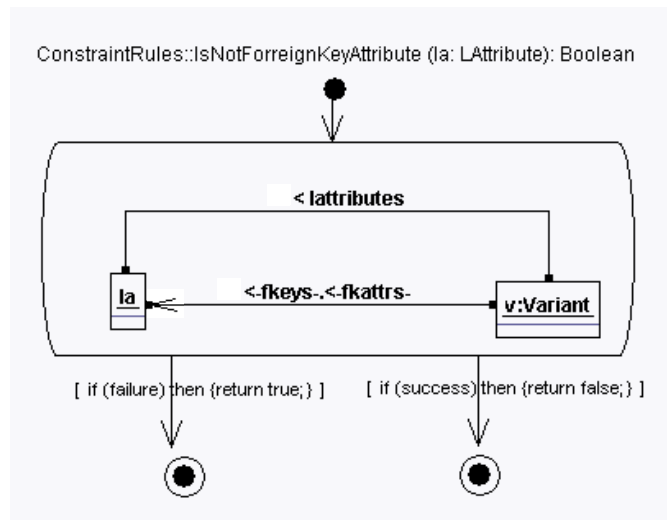 ConstraintRules::IsNotForreignKeyAttribute (la: LAttribute): Boolean
< lattributes
la
<-fkeys-.<-fkattrs-
v:Variant
[ if (failure) then {return true;} ]
[ if (success) then {return false;} ]